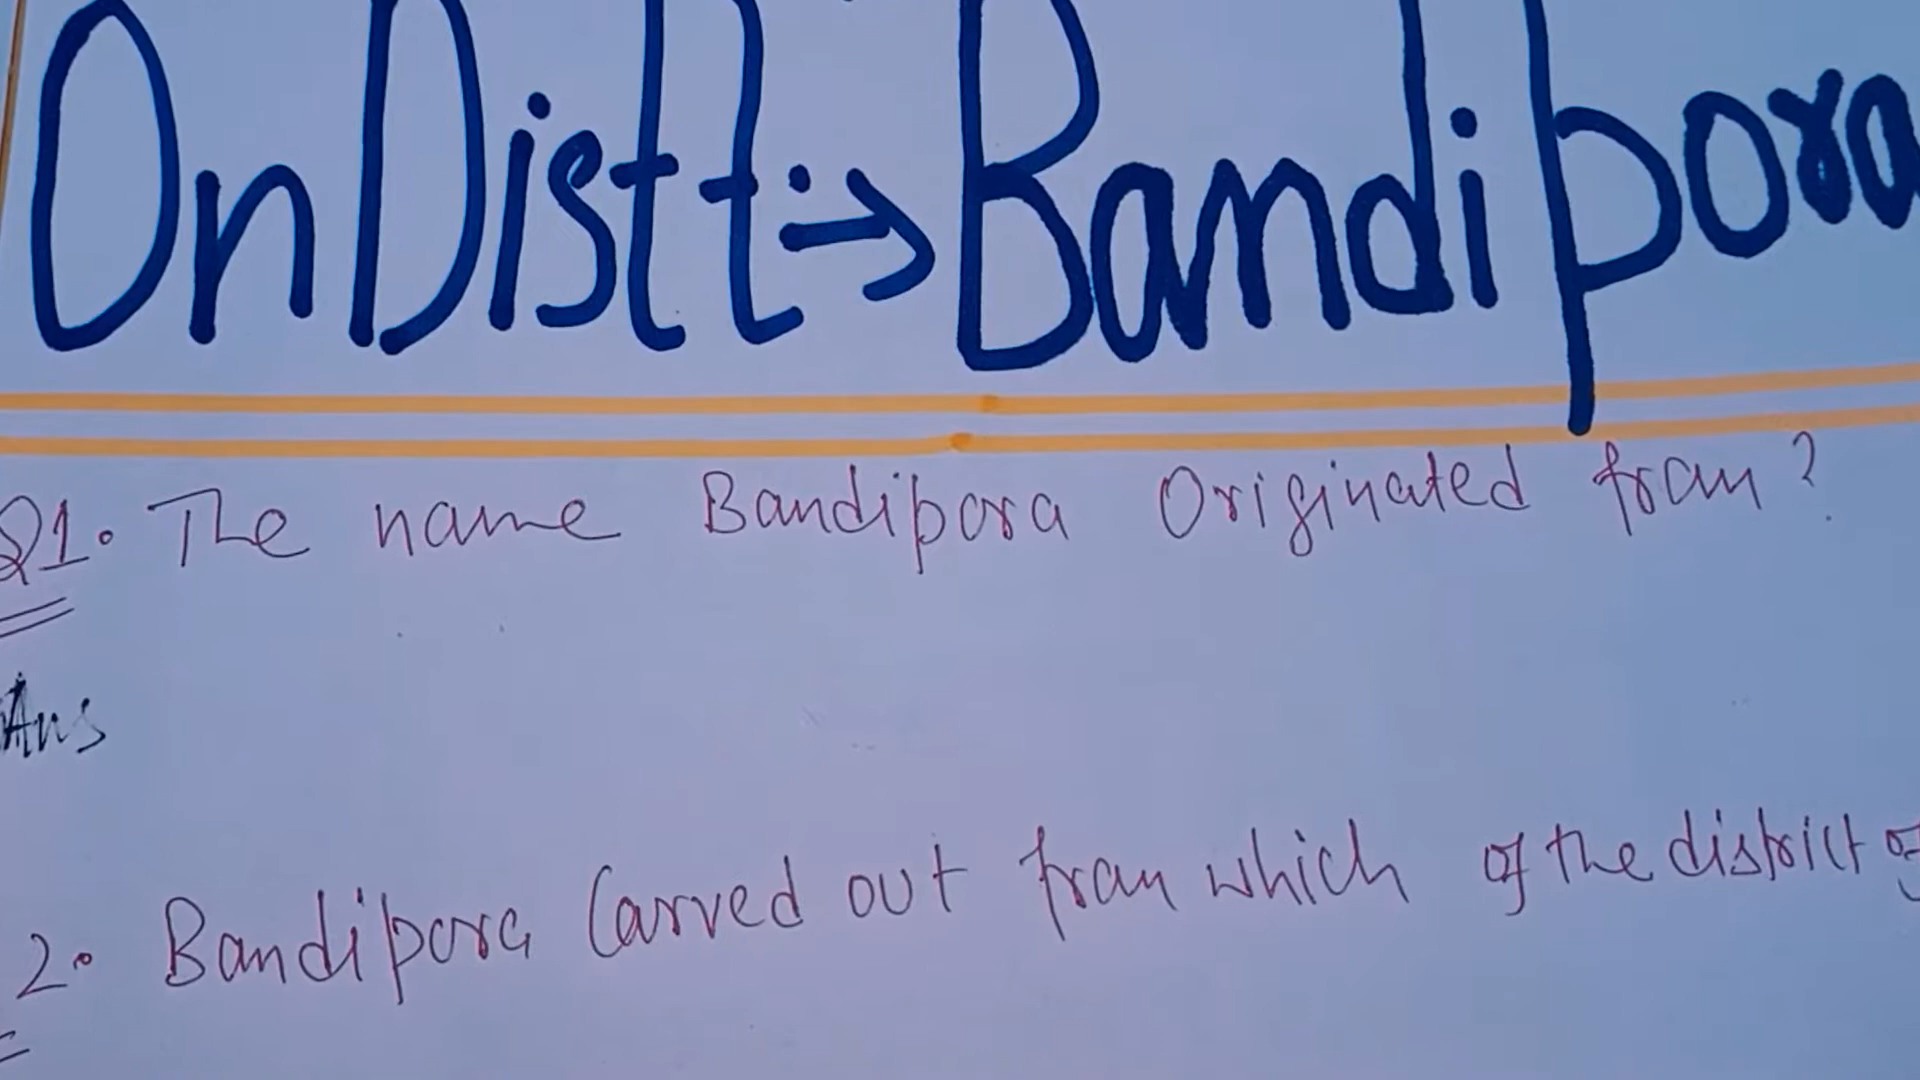 On Distt:→ Bandipora
Q1. The name Bandipora Originated from?
Ans
2. Bandipora Carved out from which of the district of